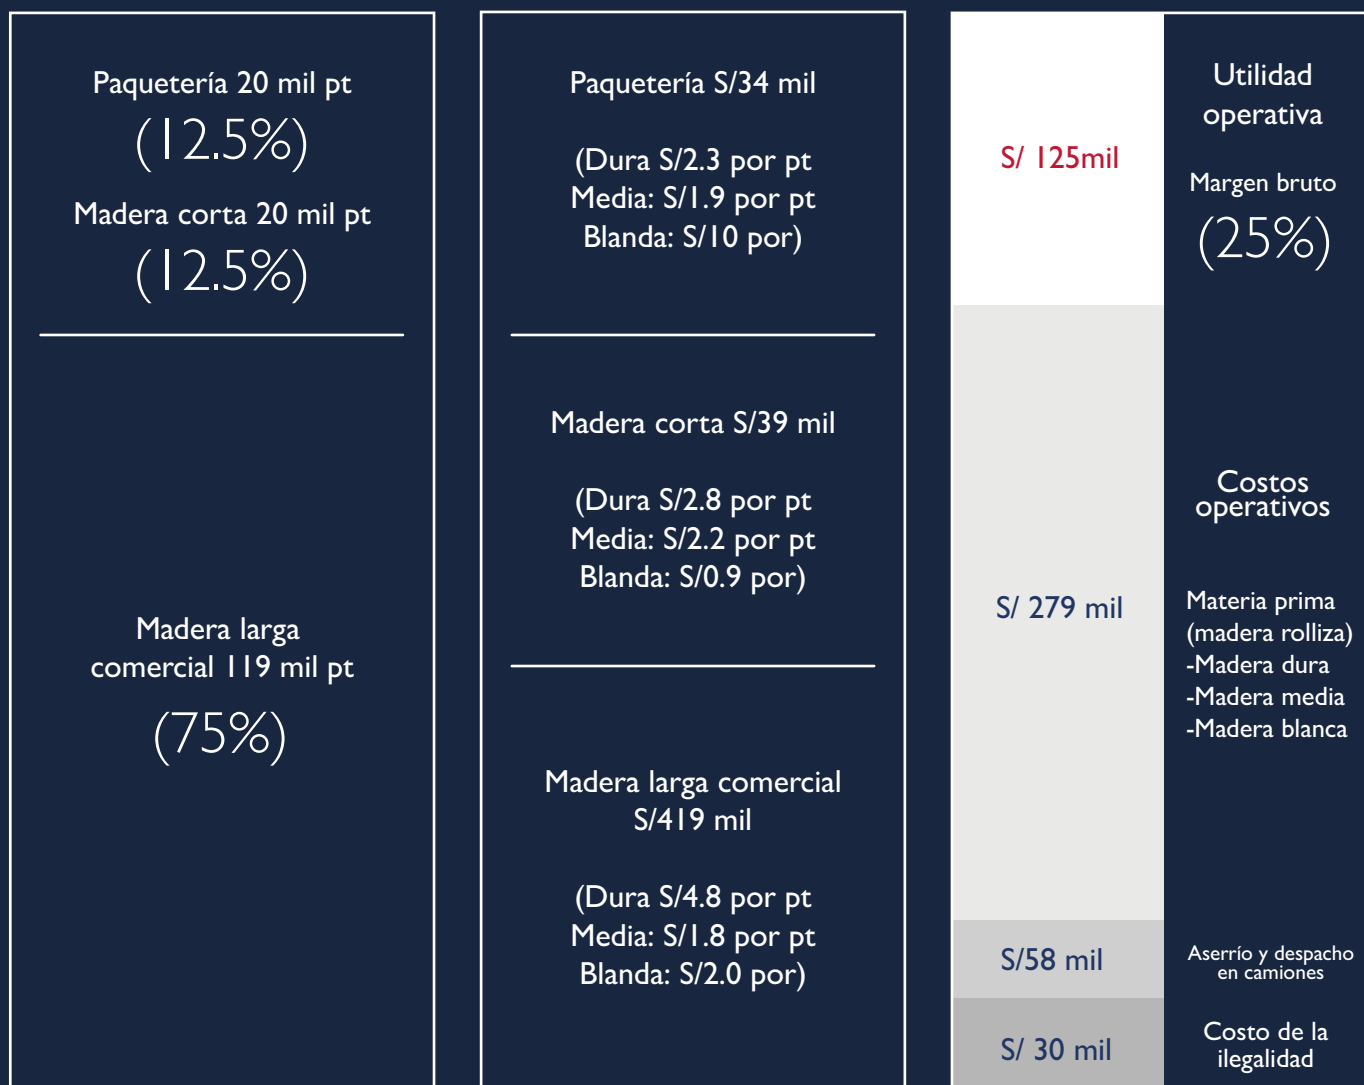 Paquetería 20 mil pt
(12.5%)
Madera corta 20 mil pt
(12.5%)
Madera larga
comercial 119 mil pt
(75%)
Paquetería S/34 mil
(Dura S/2.3 por pt
Media: S/1.9 por pt
Blanda: S/10 por)
Madera corta S/39 mil
(Dura S/2.8 por pt
Media: S/2.2 por pt
Blanda: S/0.9 por)
Madera larga comercial
S/419 mil
(Dura S/4.8 por pt
Media: S/1.8 por pt
Blanda: S/2.0 por)
S/ 125mil
Utilidad
operativa
Margen bruto
(25%)
S/ 279 mil
Costos
operativos
Materia prima
(madera rolliza)
-Madera dura
-Madera media
-Madera blanca
S/58 mil
Aserrío y despacho
en camiones
S/ 30 mil
Costo de la
ilegalidad